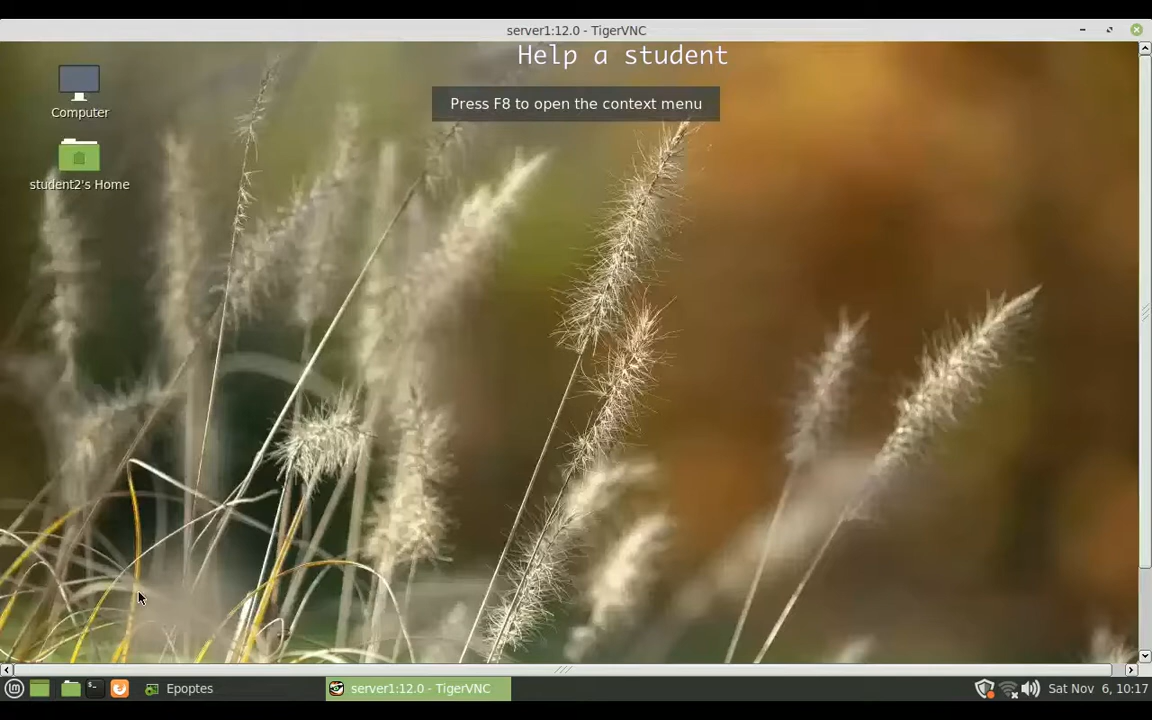 server1:12.0 - TigerVNC
Help a student
Press F8 to open the context menu
Computer
student2's Home
Epoptes
server1:12.0 - TigerVNC
Sat Nov 6, 10:17